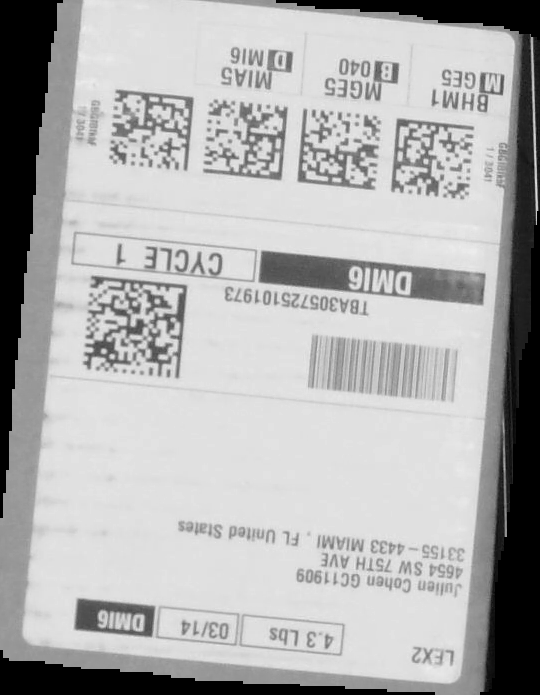 LEX2 4.3 Lbs 03/14 DMI6
Julien Cohen GC11909
4654 SW 75TH AVE
33155-4433 MIAMI , FL United States
TBA305725101973
DMI6 CYCLE 1
BHM1 MGE5 MIA5
M GE5 B 040 D MI6